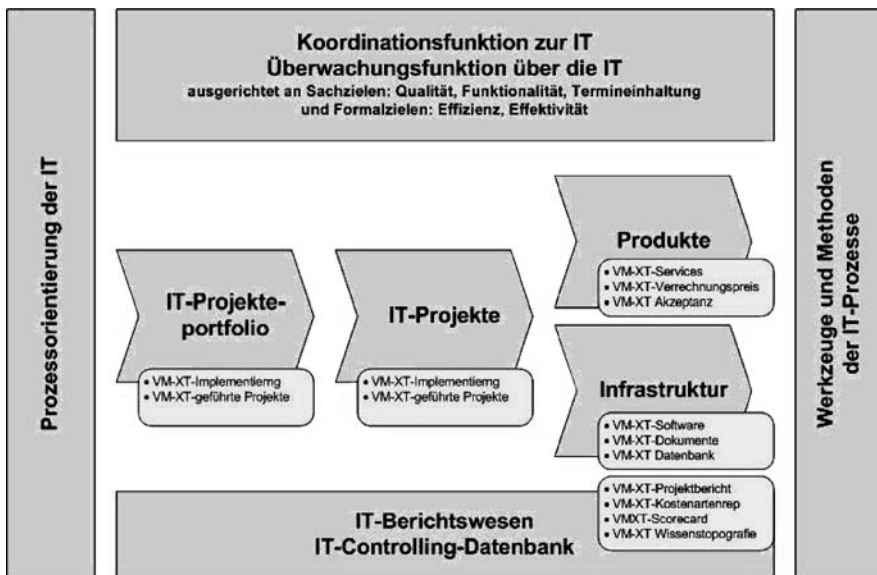 Prozessorientierung der IT
Koordinationsfunktion zur IT
Überwachungsfunktion über die IT
ausgerichtet an Sachzielen: Qualität, Funktionalität, Termineinhaltung
und Formalzielen: Effizienz, Effektivität
IT-Projekte-
portfolio
• VM-XT-Implementierng
• VM-XT-geführte Projekte
IT-Projekte
• VM-XT-Implementierng
• VM-XT-geführte Projekte
Produkte
• VM-XT-Services
• VM-XT-Verrechnungspreis
• VM-XT Akzeptanz
Infrastruktur
• VM-XT-Software
• VM-XT-Dokumente
• VM-XT Datenbank
• VM-XT-Projektbericht
• VM-XT-Kostenartenrep
• VMXT-Scorecard
• VM-XT Wissenstopografie
IT-Berichtswesen
IT-Controlling-Datenbank
Werkzeuge und Methoden
der IT-Prozesse